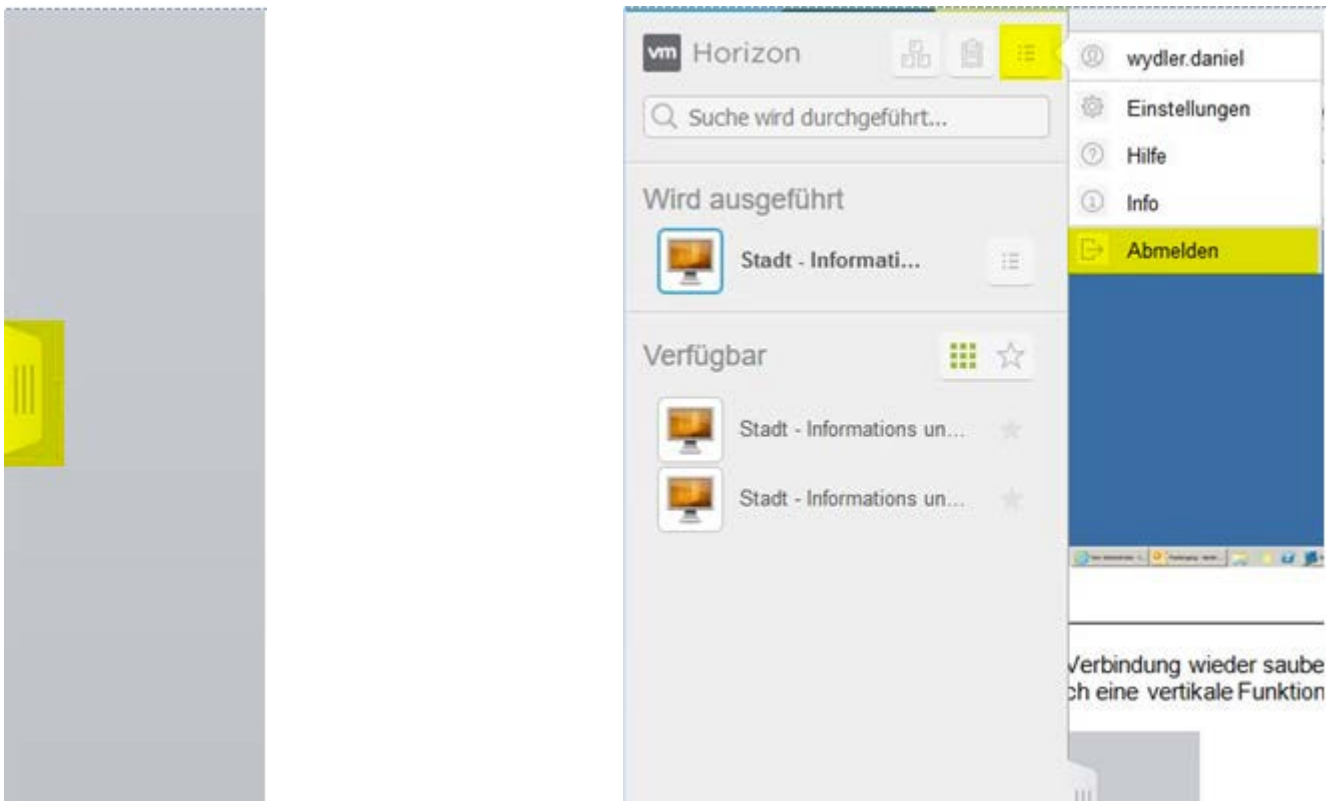 vm Horizon
Suche wird durchgeführt...
Wird ausgeführt
Stadt - Informati...
Verfügbar
Stadt - Informations un...
Stadt - Informations un...
wydler.daniel
Einstellungen
Hilfe
Info
Abmelden
Verbindung wieder saube
ch eine vertikale Funktion